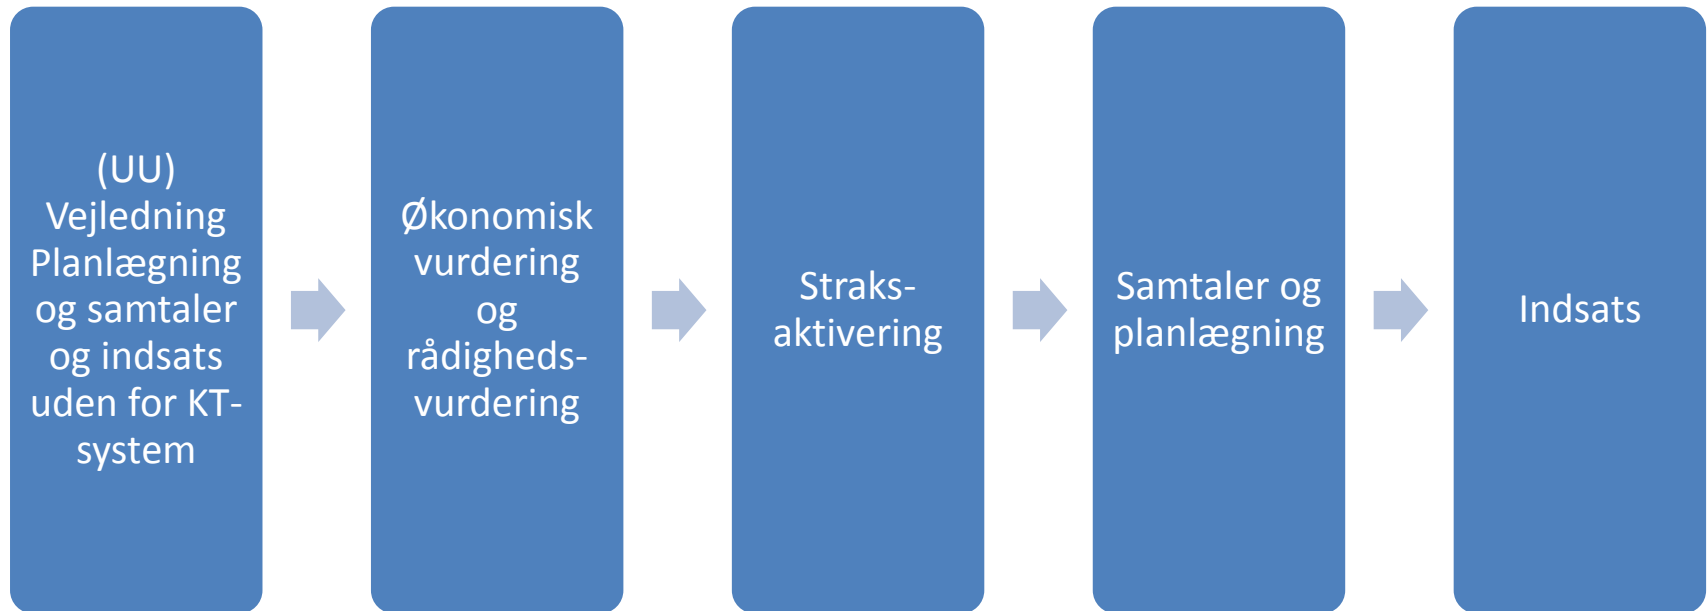 (UU)
Vejledning
Planlægning
og samtaler
og indsats
uden for KT-
system
Økonomisk
vurdering
og
rådigheds-
vurdering
Straks-
aktivering
Samtaler og
planlægning
Indsats